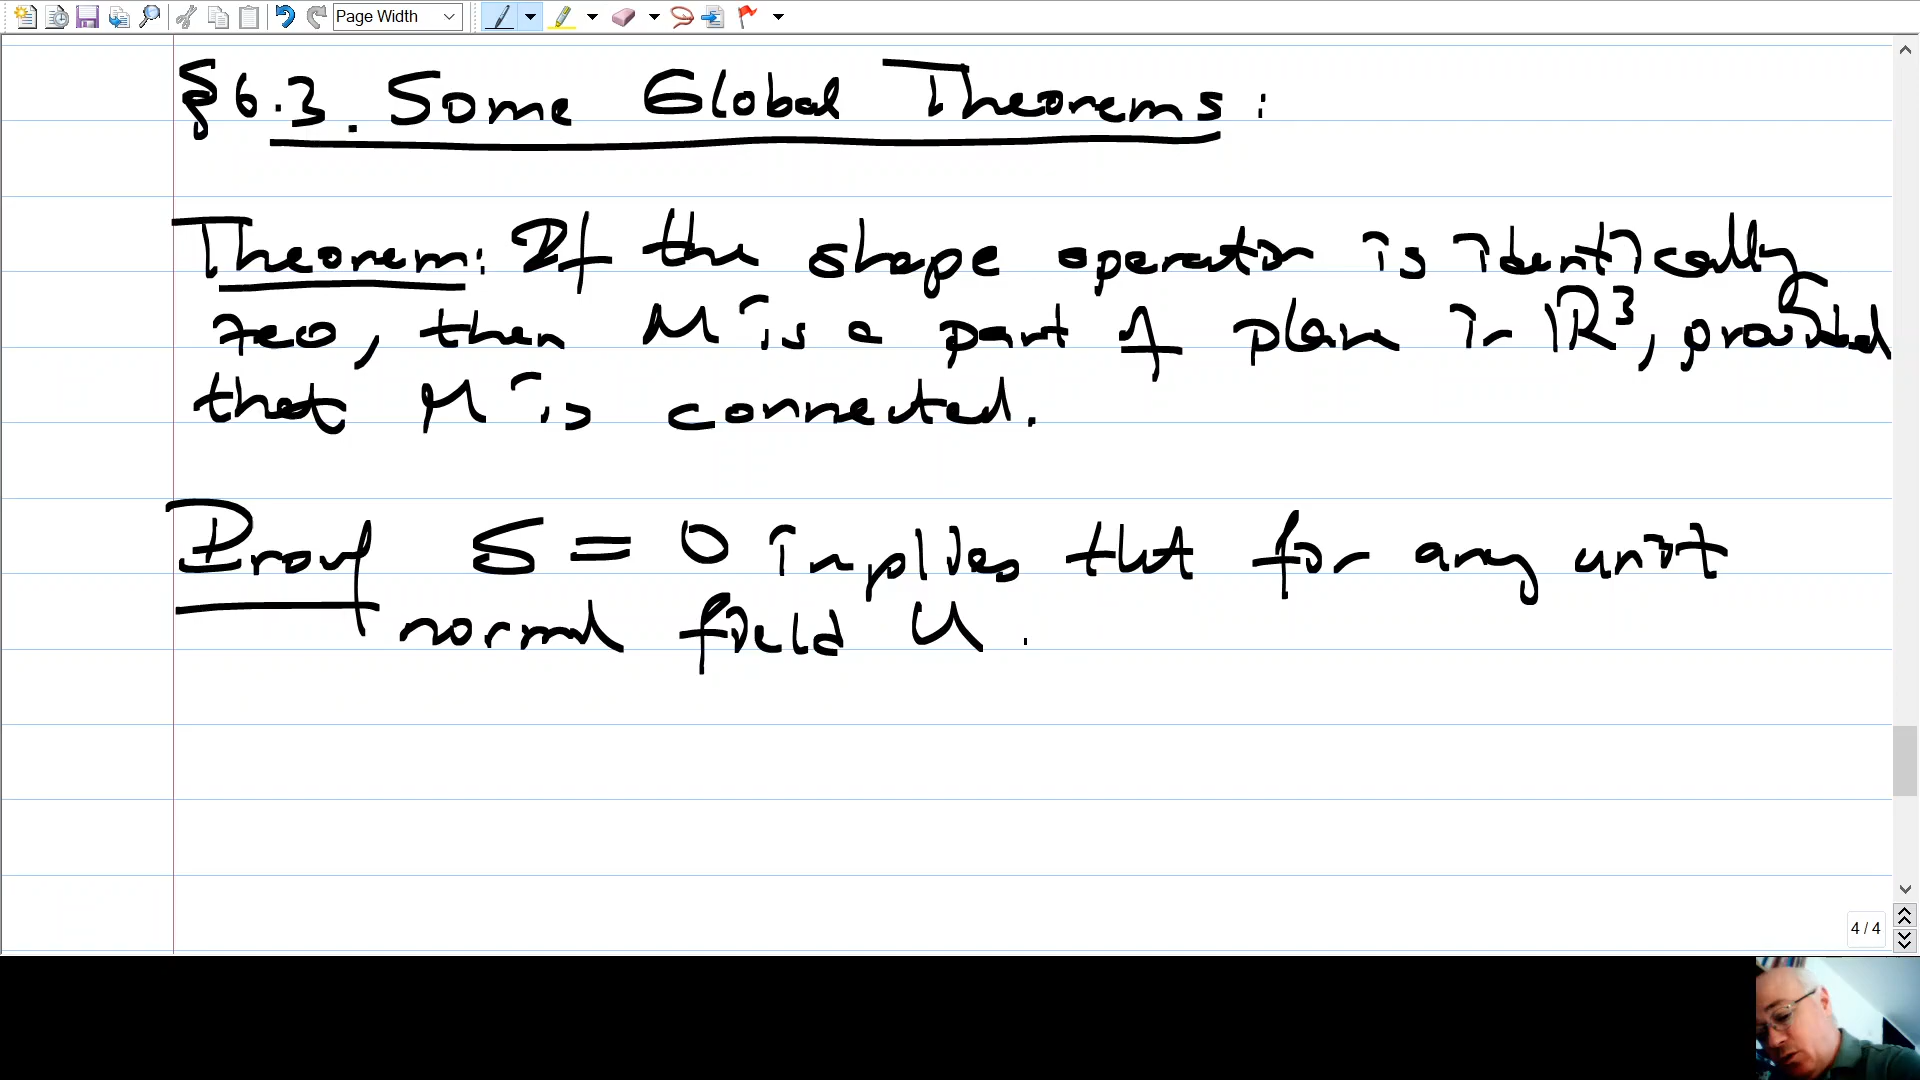 Page Width
§6.3. Some Global Theorems:
Theorem: If the shape operator is identically
zero, then M is a part of plane in ℝ³, provided
that M is connected.
Proof S = 0 implies that for any unit
normal field U.
4 / 4